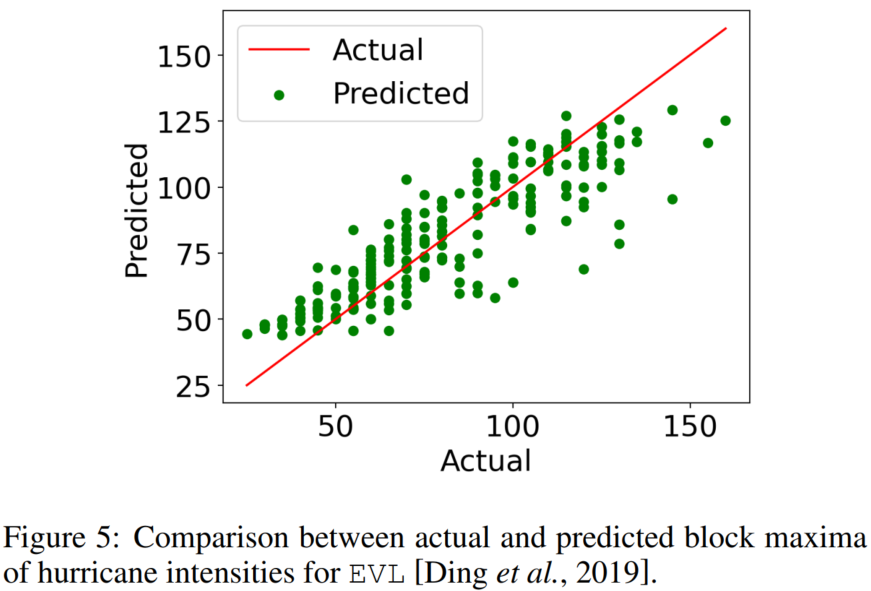 150
125
100
75
50
25
Predicted
Actual
Predicted
50 100 150
Actual
Figure 5: Comparison between actual and predicted block maxima
of hurricane intensities for EVL [Ding et al., 2019].